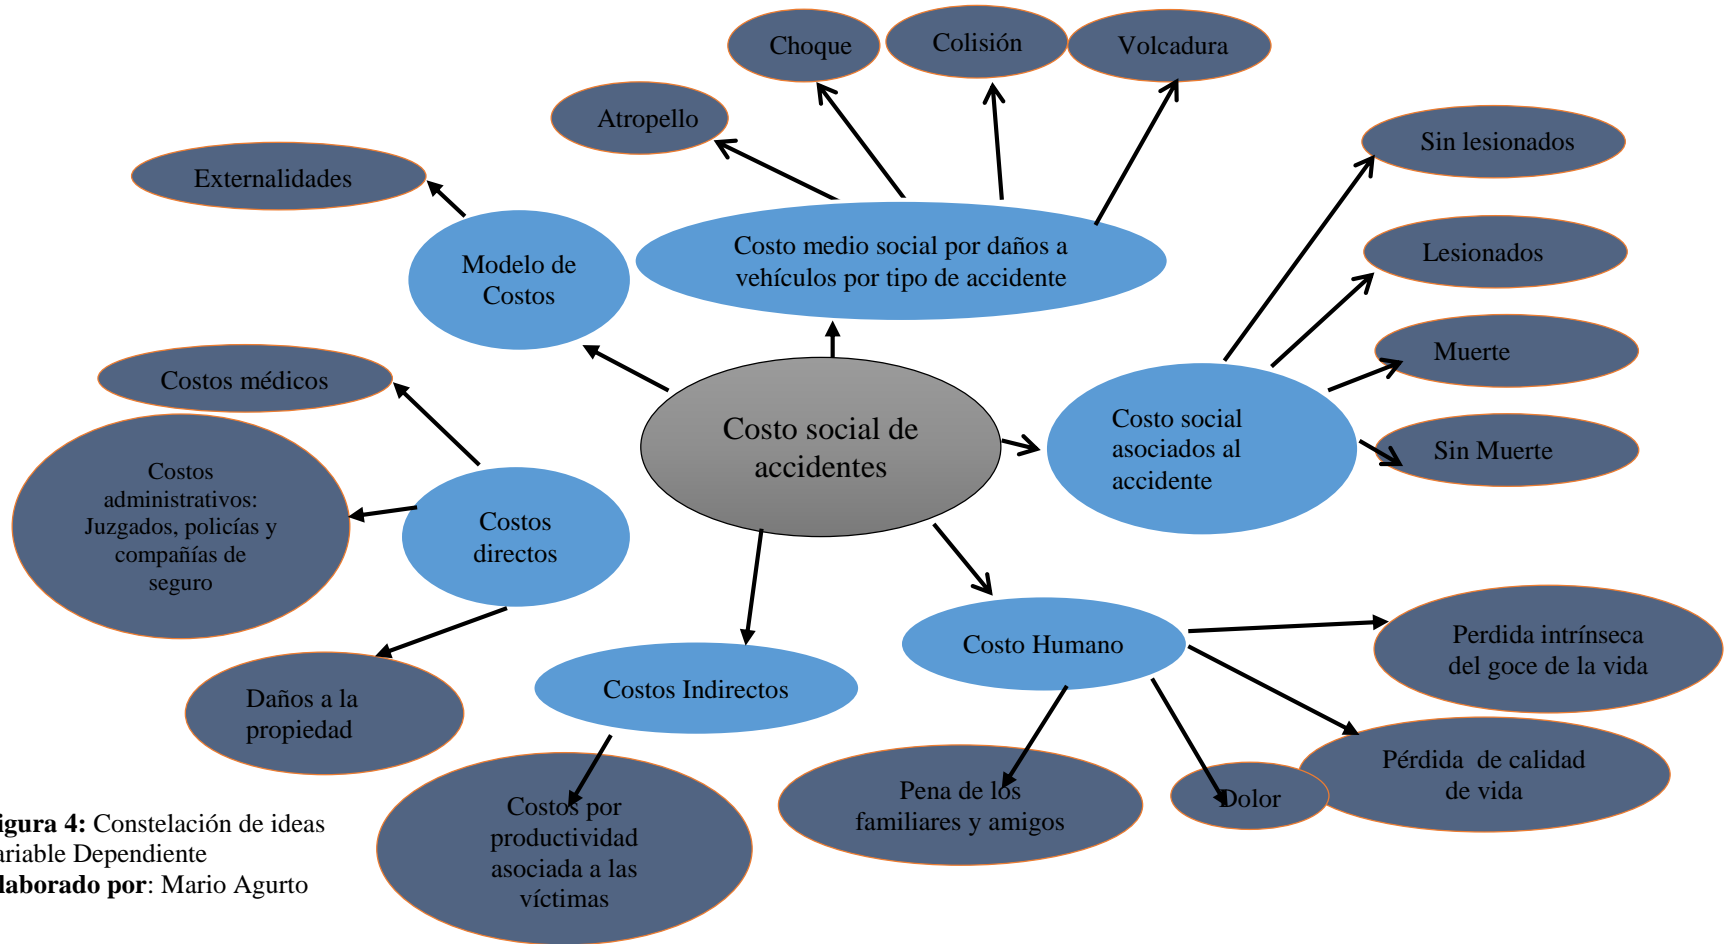 Choque
Colisión
Volcadura
Atropello
Sin lesionados
Externalidades
Costo medio social por daños a
vehículos por tipo de accidente
Lesionados
Modelo de
Costos
Muerte
Costos médicos
Costo social de
accidentes
Costo social
asociados al
accidente
Sin Muerte
Costos
administrativos:
Juzgados, policías y
compañías de
seguro
Costos
directos
Costo Humano
Perdida intrínseca
del goce de la vida
Costos Indirectos
Daños a la
propiedad
Pérdida de calidad
de vida
Pena de los
familiares y amigos
Dolor
Costos por
productividad
asociada a las
víctimas
igura 4: Constelación de ideas
ariable Dependiente
laborado por: Mario Agurto